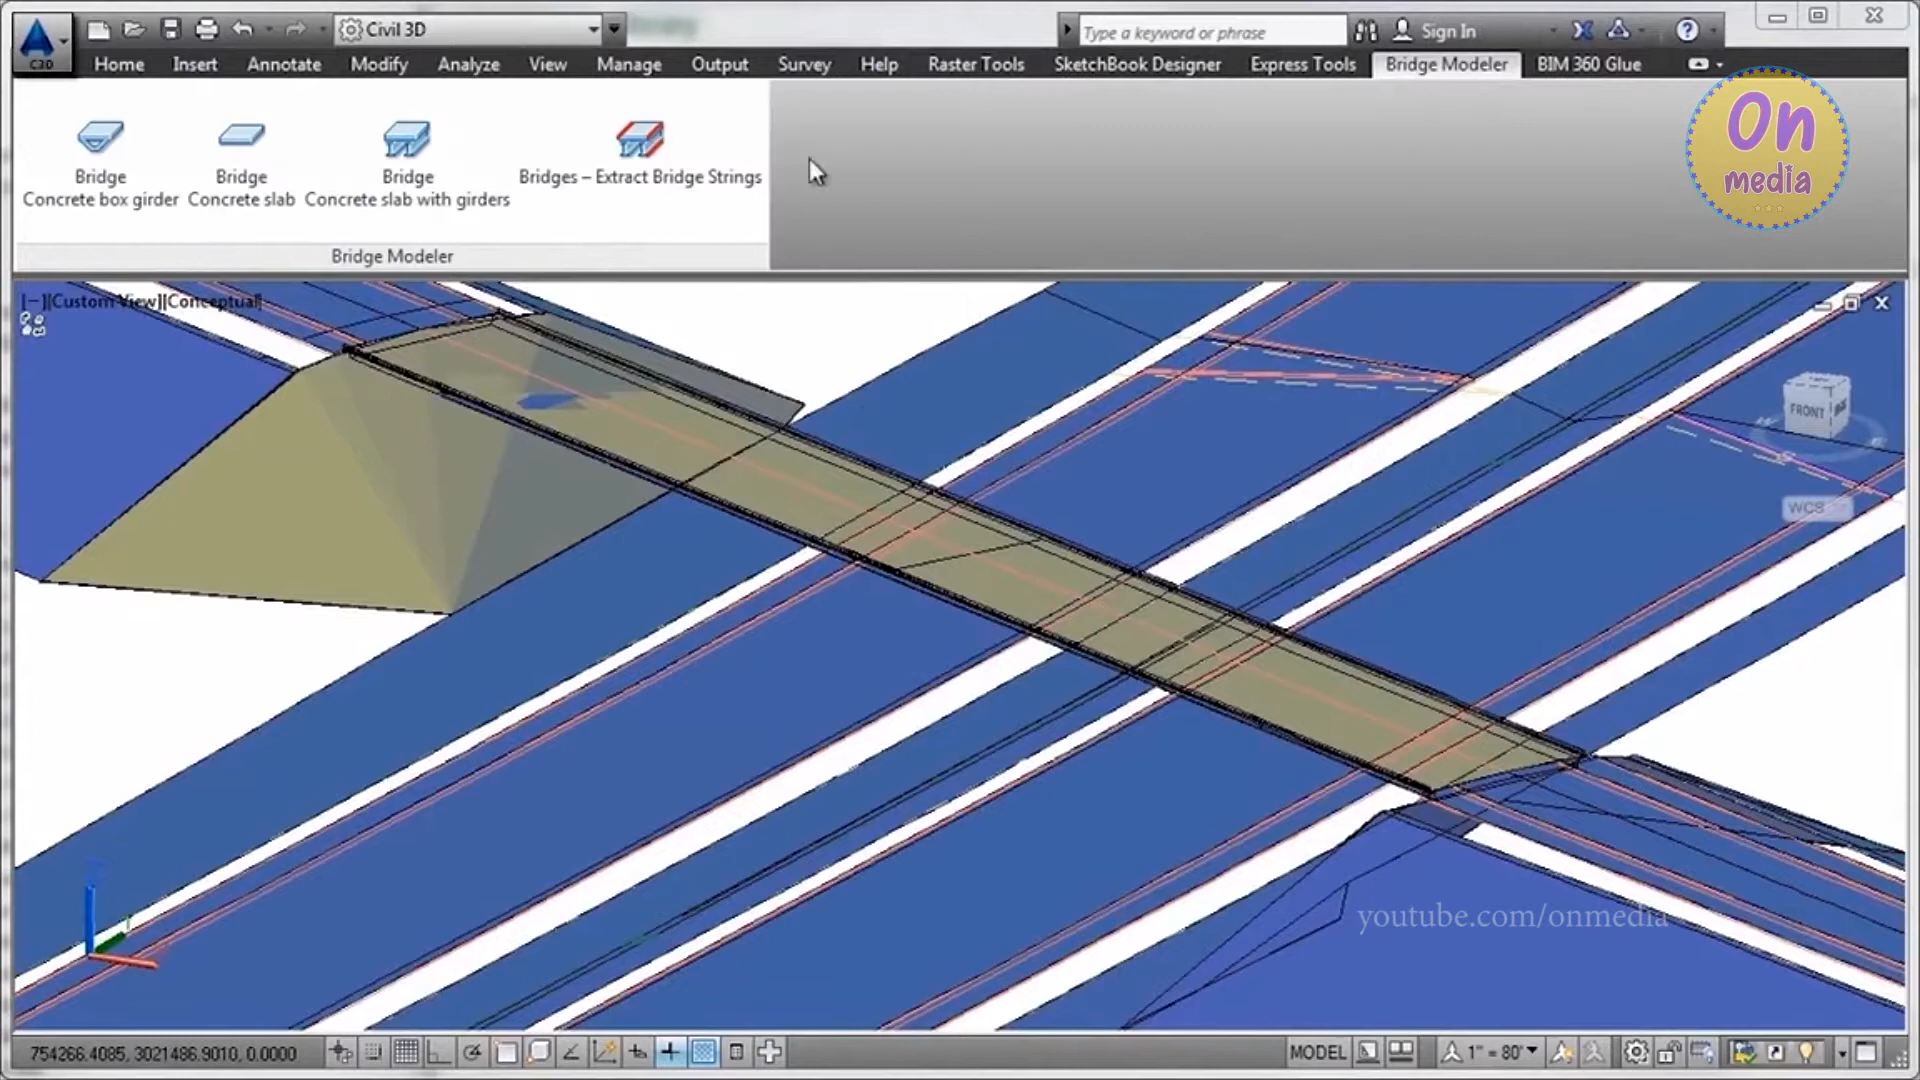 Civil 3D
Type a keyword or phrase
Sign In
C3D
Home Insert Annotate Modify Analyze View Manage Output Survey Help Raster Tools SketchBook Designer Express Tools Bridge Modeler BIM 360 Glue
On
media
Bridge
Concrete box girder
Bridge
Concrete slab
Bridge
Concrete slab with girders
Bridges – Extract Bridge Strings
Bridge Modeler
[−][Custom View][Conceptual]
FRONT
WCS
youtube.com/onmedia
754266.4085, 3021486.9010, 0.0000
MODEL
1" = 80'